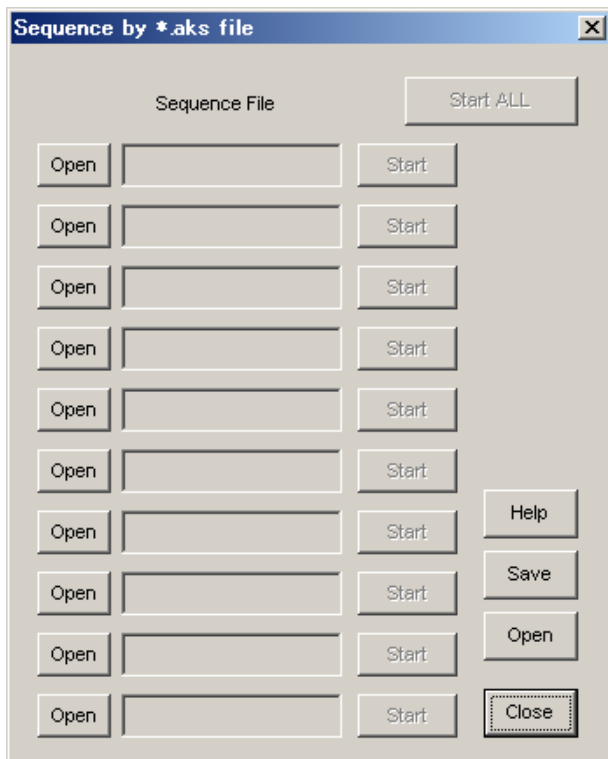 Sequence by *.aks file
Sequence File Start ALL
Open Start
Open Start
Open Start
Open Start
Open Start
Open Start
Help
Open Start
Save
Open Start
Open
Open Start
Open Start Close